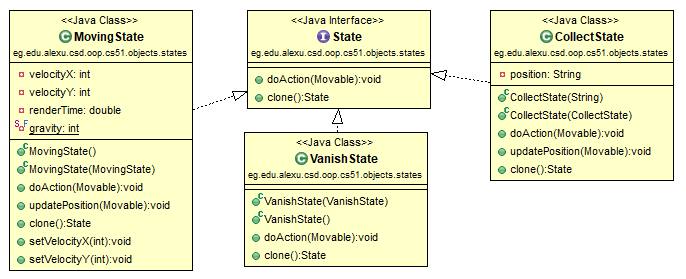 <<Java Class>>
MovingState
eg.edu.alexu.csd.oop.cs51.objects.states
velocityX: int
velocityY: int
renderTime: double
gravity: int
MovingState()
MovingState(MovingState)
doAction(Movable):void
updatePosition(Movable):void
clone():State
setVelocityX(int):void
setVelocityY(int):void
<<Java Interface>>
State
eg.edu.alexu.csd.oop.cs51.objects.states
doAction(Movable):void
clone():State
<<Java Class>>
VanishState
eg.edu.alexu.csd.oop.cs51.objects.states
VanishState(VanishState)
VanishState()
doAction(Movable):void
clone():State
<<Java Class>>
CollectState
eg.edu.alexu.csd.oop.cs51.objects.states
position: String
CollectState(String)
CollectState(CollectState)
doAction(Movable):void
updatePosition(Movable):void
clone():State